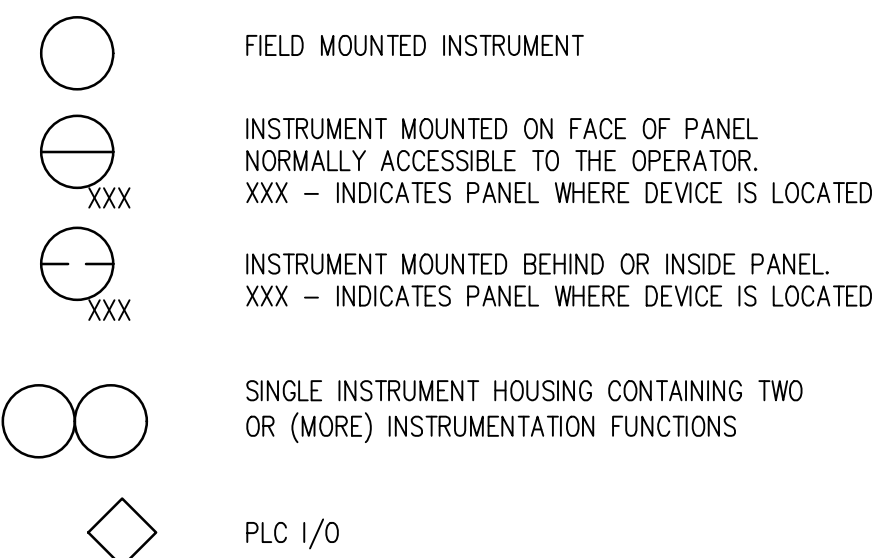 FIELD MOUNTED INSTRUMENT
INSTRUMENT MOUNTED ON FACE OF PANEL
NORMALLY ACCESSIBLE TO THE OPERATOR.
XXX – INDICATES PANEL WHERE DEVICE IS LOCATED
XXX
INSTRUMENT MOUNTED BEHIND OR INSIDE PANEL.
XXX – INDICATES PANEL WHERE DEVICE IS LOCATED
XXX
SINGLE INSTRUMENT HOUSING CONTAINING TWO
OR (MORE) INSTRUMENTATION FUNCTIONS
PLC I/O